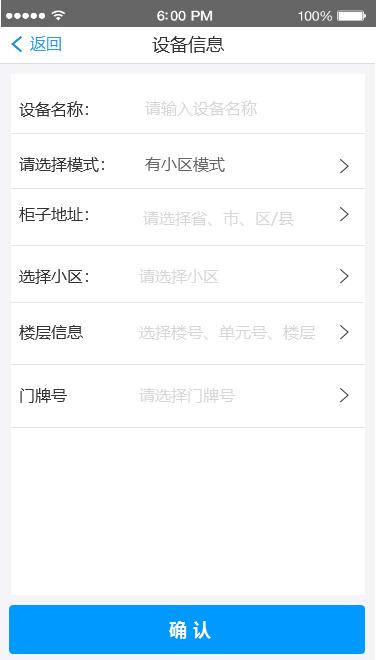 6:00 PM 100%
返回 设备信息
设备名称： 请输入设备名称
请选择模式： 有小区模式
柜子地址： 请选择省、市、区/县
选择小区： 请选择小区
楼层信息 选择楼号、单元号、楼层
门牌号 请选择门牌号
确 认